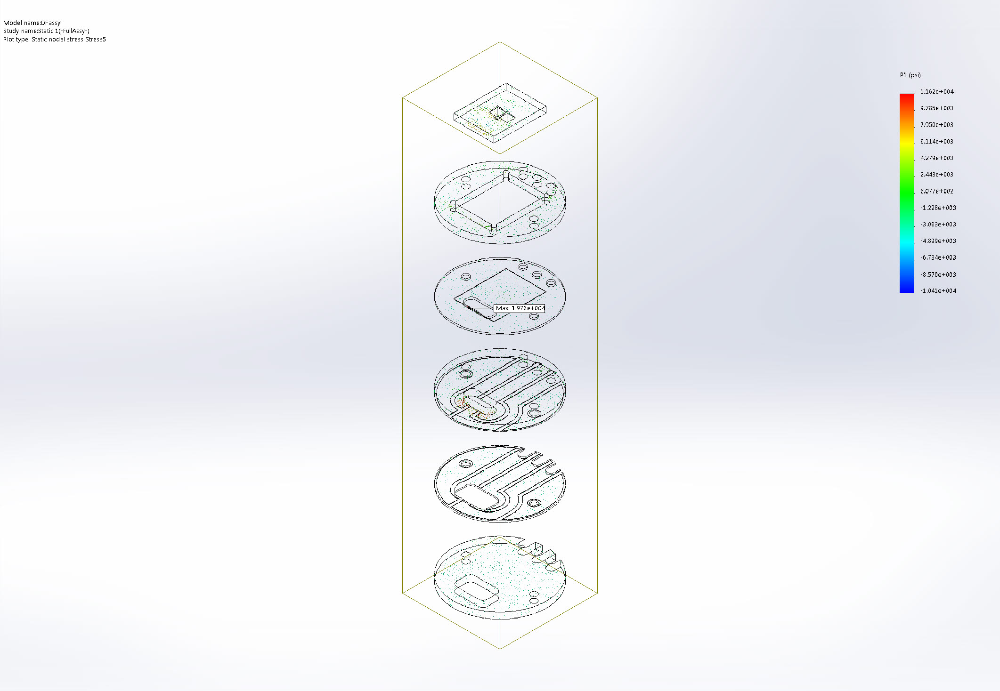 Model name:DFassy
Study name:Static 1(-FullAssy-)
Plot type: Static nodal stress Stress5
P1 (psi)
1.162e+004
9.785e+003
7.950e+003
6.114e+003
4.279e+003
2.443e+003
6.077e+002
-1.228e+003
-3.063e+003
-4.899e+003
-6.734e+003
-8.570e+003
-1.041e+004
Max: 1.976e+004